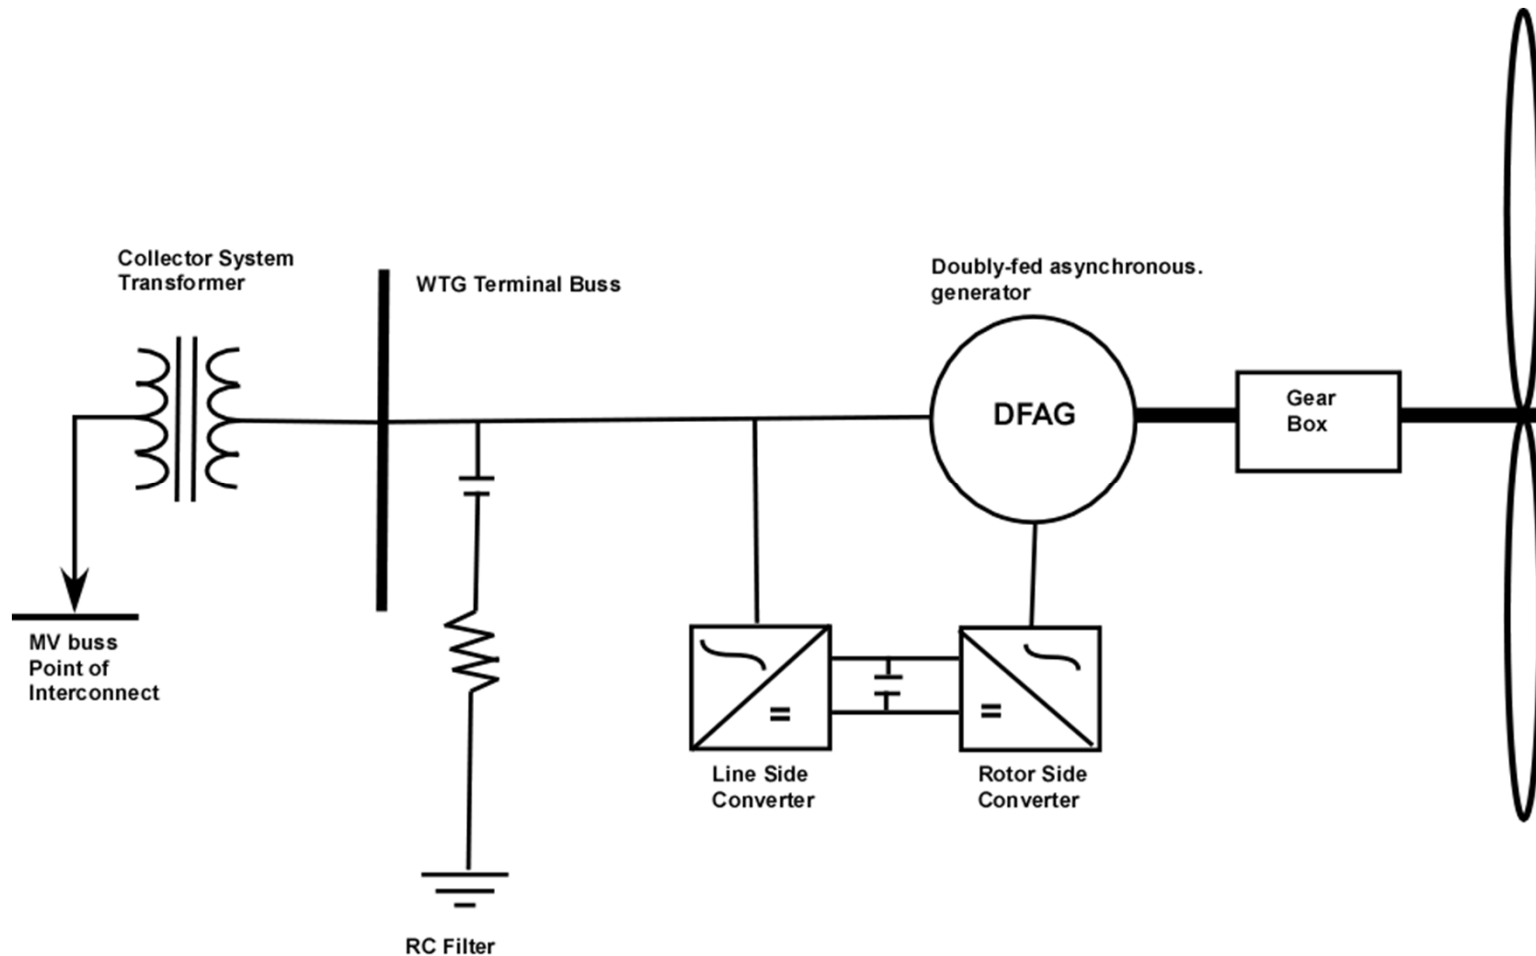 Collector System
Transformer
WTG Terminal Buss
Doubly-fed asynchronous.
generator
DFAG
Gear
Box
MV buss
Point of
Interconnect
=
=
Line Side
Converter
Rotor Side
Converter
RC Filter